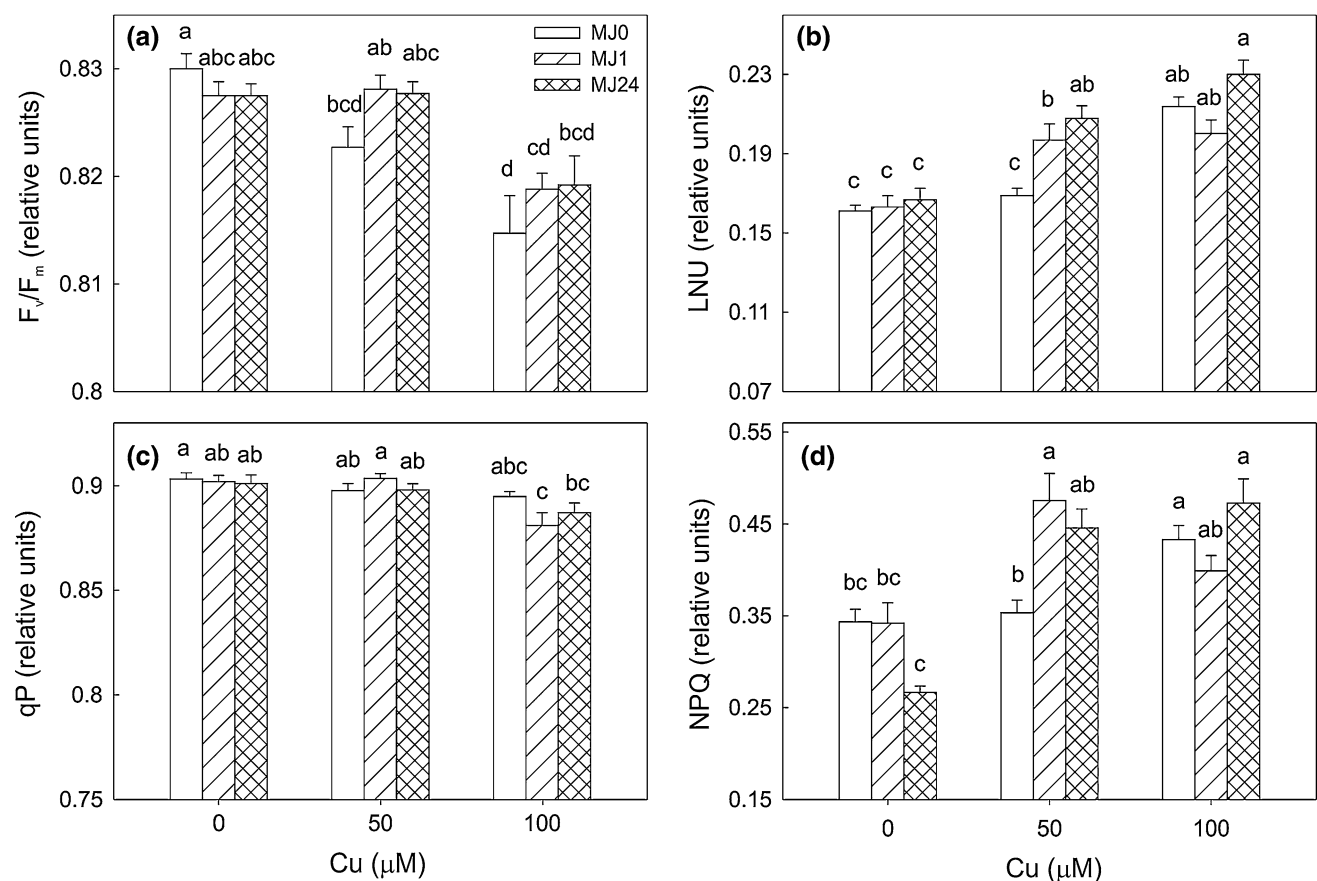 (a)
a
abc abc
bcd
ab
abc
d
cd
bcd
MJ0
MJ1
MJ24
0.83
0.82
0.81
0.8
Fv/Fm (relative units)
(b)
c
c
c
c
b
ab
ab
ab
a
0.23
0.19
0.15
0.11
0.07
LNU (relative units)
(c)
a
ab
ab
ab
a
ab
abc
c
bc
0.9
0.85
0.8
0.75
qP (relative units)
0
50
100
Cu (μM)
(d)
bc
bc
c
b
a
ab
a
ab
a
0.55
0.45
0.35
0.25
0.15
NPQ (relative units)
0
50
100
Cu (μM)